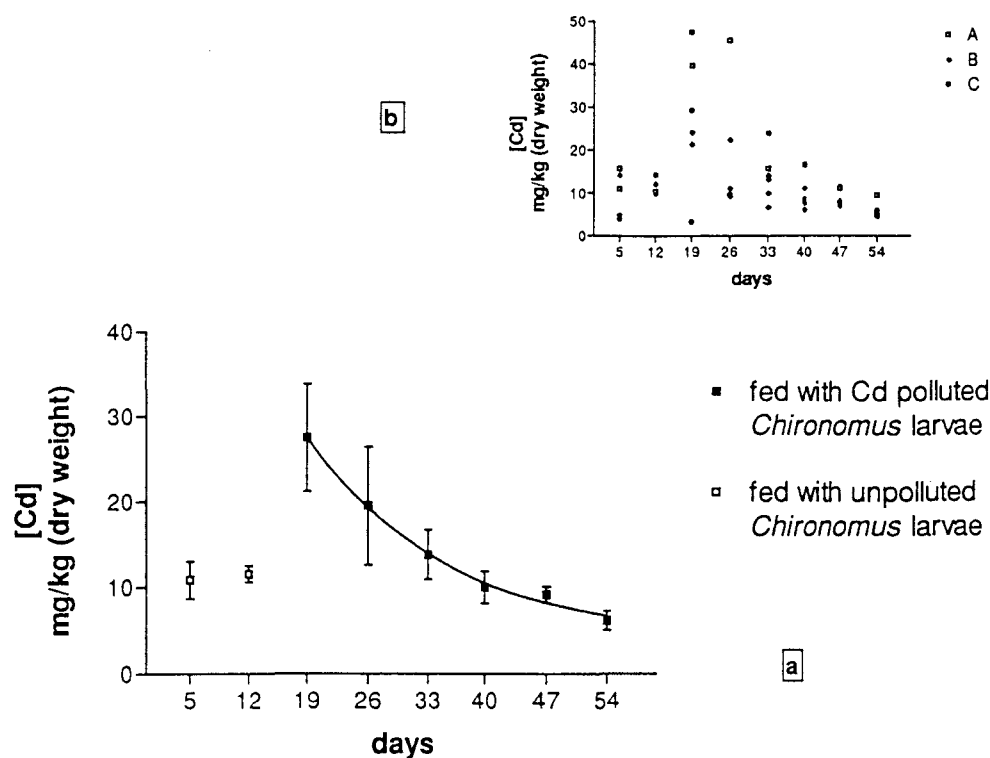 b
[Cd]
mg/kg (dry weight)
50
40
30
20
10
0
5 12 19 26 33 40 47 54
days
A
B
C
[Cd]
mg/kg (dry weight)
40
30
20
10
0
5 12 19 26 33 40 47 54
days
fed with Cd polluted
Chironomus larvae
fed with unpolluted
Chironomus larvae
a